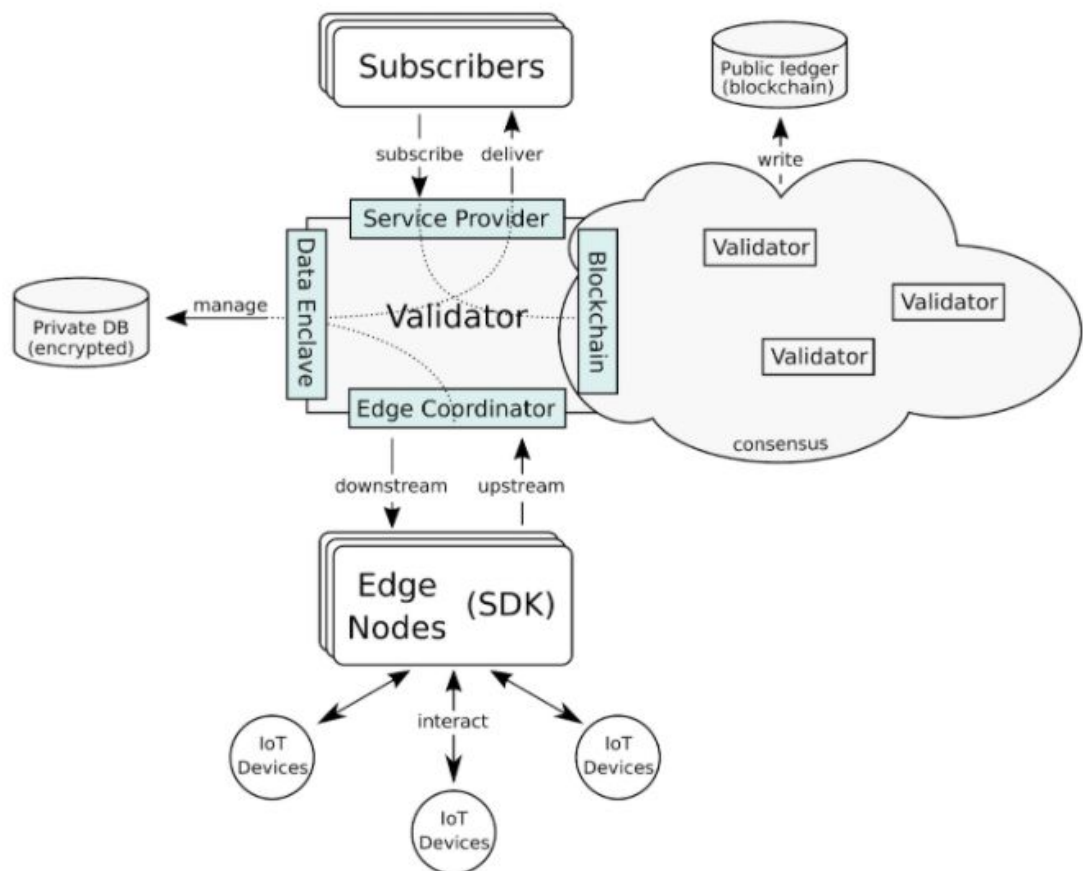 Subscribers
Public ledger
(blockchain)
subscribe
deliver
write
Service Provider
Data Enclave
Blockchain
Validator
Validator
Validator
Validator
manage
Private DB
(encrypted)
Edge Coordinator
consensus
downstream
upstream
Edge
Nodes
(SDK)
interact
IoT
Devices
IoT
Devices
IoT
Devices